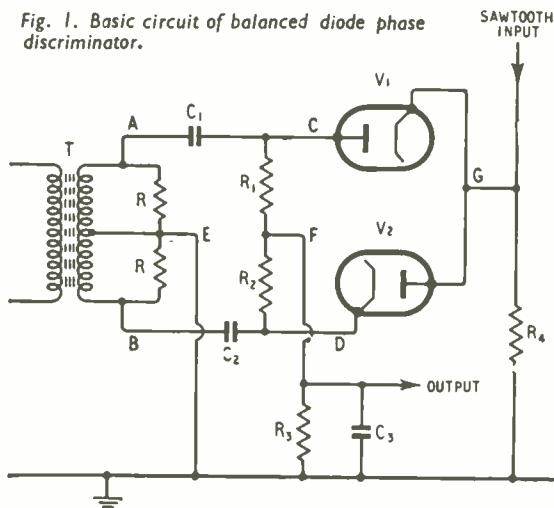 Fig. 1. Basic circuit of balanced diode phase
discriminator.
SAWTOOTH
INPUT
V₁
A
C₁
C
T
R
R₁
G
E
F
V₂
R
R₂
R₄
B
C₂
D
OUTPUT
R₃
C₃